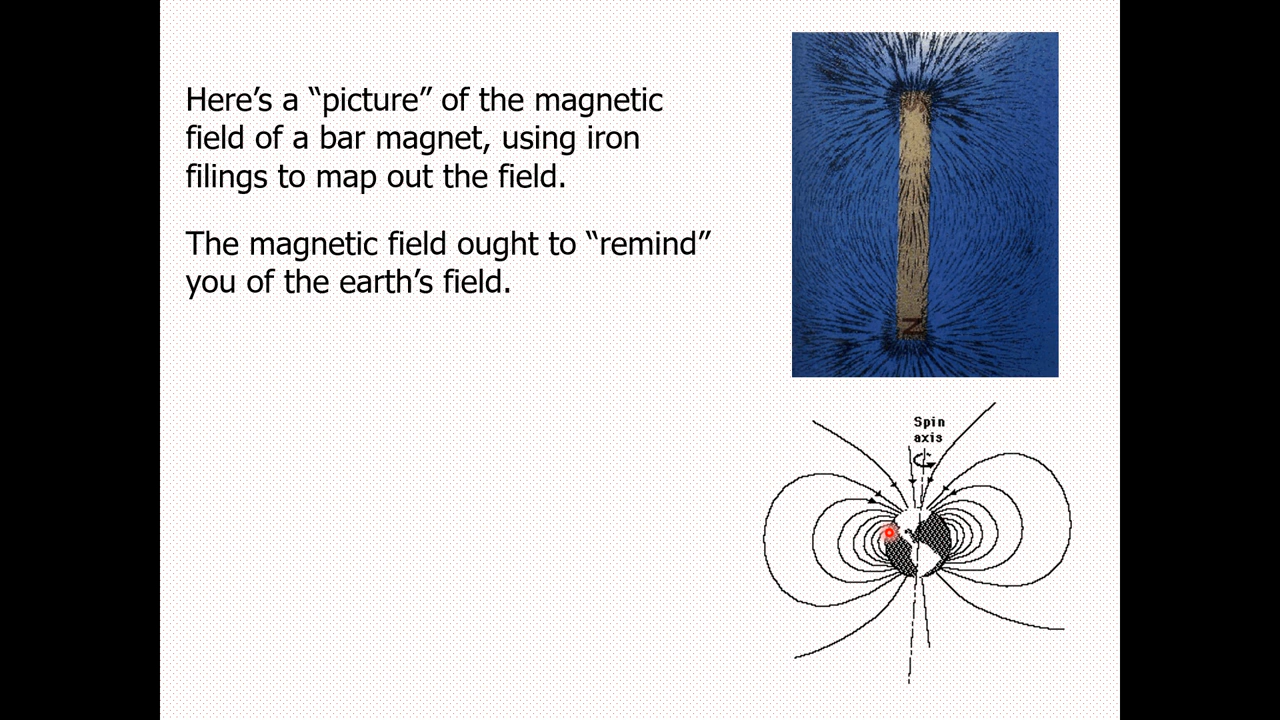 Here’s a “picture” of the magnetic
field of a bar magnet, using iron
filings to map out the field.
The magnetic field ought to “remind”
you of the earth’s field.
N
Spin
axis